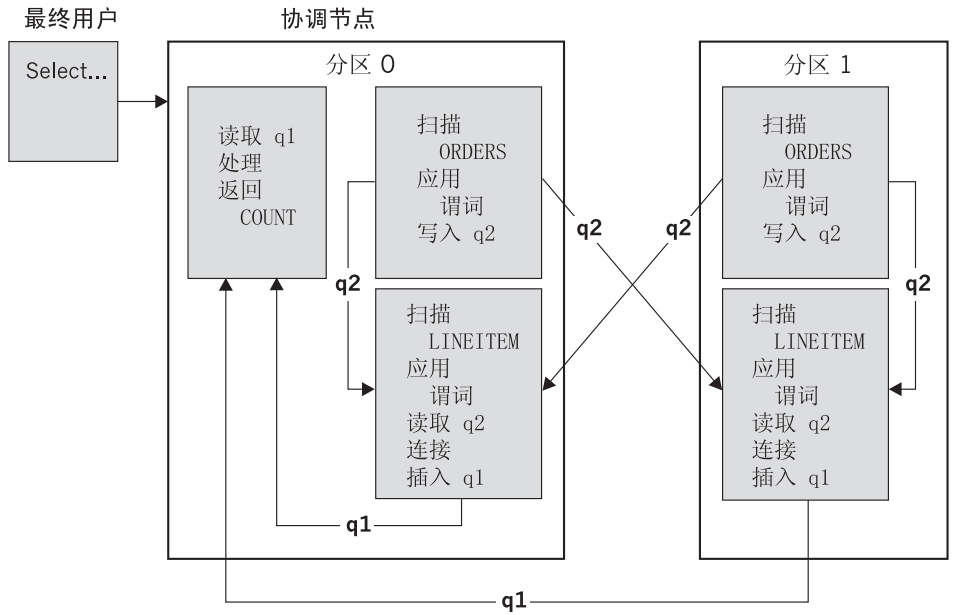 最终用户
协调节点
Select...
分区 0
分区 1
读取 q1
处理
返回
COUNT
扫描
ORDERS
应用
谓词
写入 q2
扫描
ORDERS
应用
谓词
写入 q2
q2
q2
q2
q2
扫描
LINEITEM
应用
谓词
读取 q2
连接
插入 q1
扫描
LINEITEM
应用
谓词
读取 q2
连接
插入 q1
q1
q1